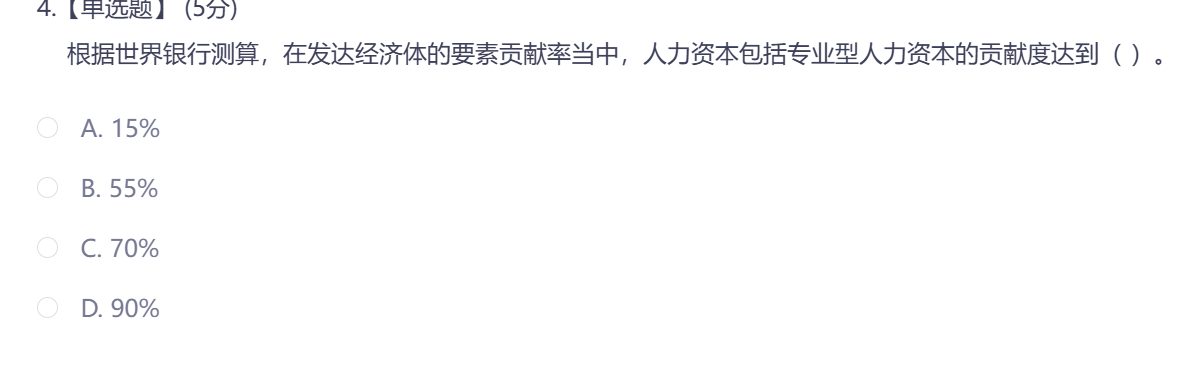 4.【单选题】 (5分)
根据世界银行测算，在发达经济体的要素贡献率当中，人力资本包括专业型人力资本的贡献度达到（ ）。
A. 15%
B. 55%
C. 70%
D. 90%